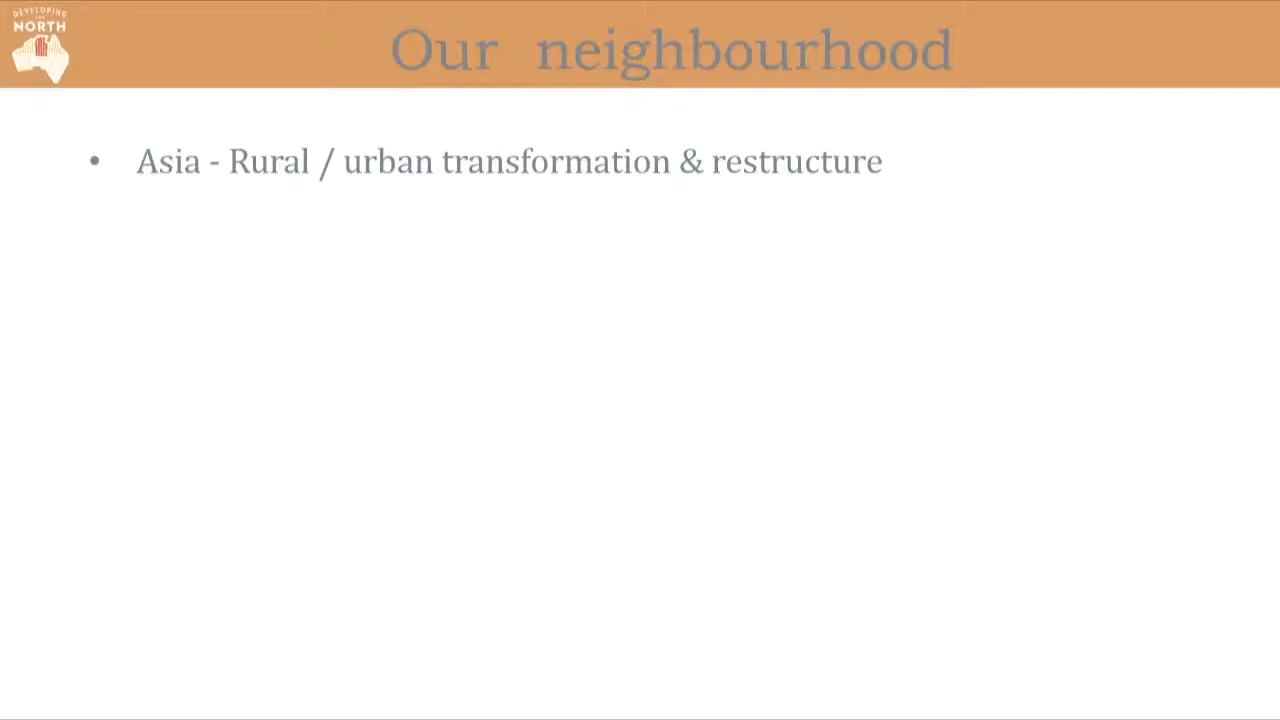 DEVELOPING
THE
NORTH
Our neighbourhood
• Asia - Rural / urban transformation & restructure